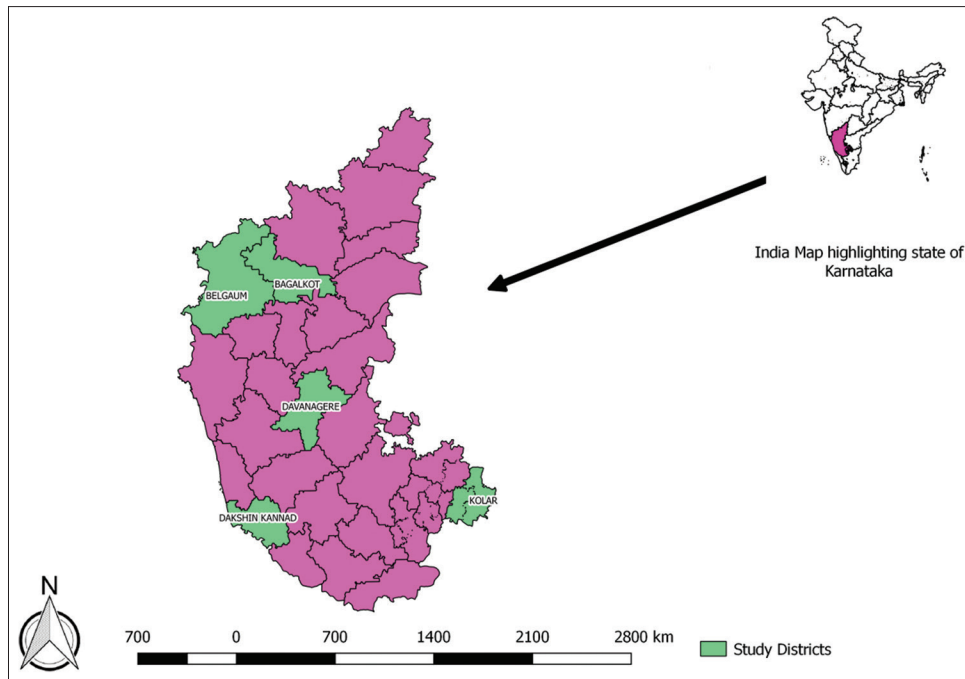 India Map highlighting state of
Karnataka
BELGAUM
BAGALKOT
DAVANAGERE
DAKSHIN KANNAD
KOLAR
N
700 0 700 1400 2100 2800 km
Study Districts